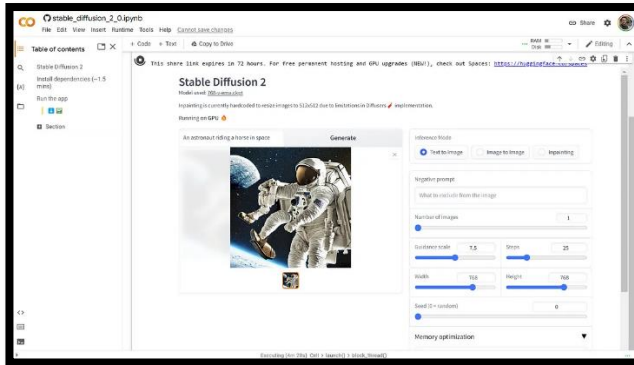 stable_diffusion_2_0.ipynb
File Edit View Insert Runtime Tools Help Cannot save changes
Share
+ Code + Text Copy to Drive
RAM
Disk
Editing
Table of contents
Stable Diffusion 2
Install dependencies (~1.5 mins)
Run the app
Section
This share link expires in 72 hours. For free permanent hosting and GPU upgrades (NEW!), check out Spaces: https://huggingface.co/spaces
Stable Diffusion 2
Model used:
Inpainting is currently hardcoded to resize images to 512x512 due to limitations in Diffusers implementation.
Running on GPU
An astronaut riding a horse in space
Generate
Inference Mode
Text to Image
Image to Image
Inpainting
Negative prompt
What to exclude from the image
Number of images
1
Guidance scale
7.5
Steps
25
Width
768
Height
768
Seed (0 = random)
0
Memory optimization